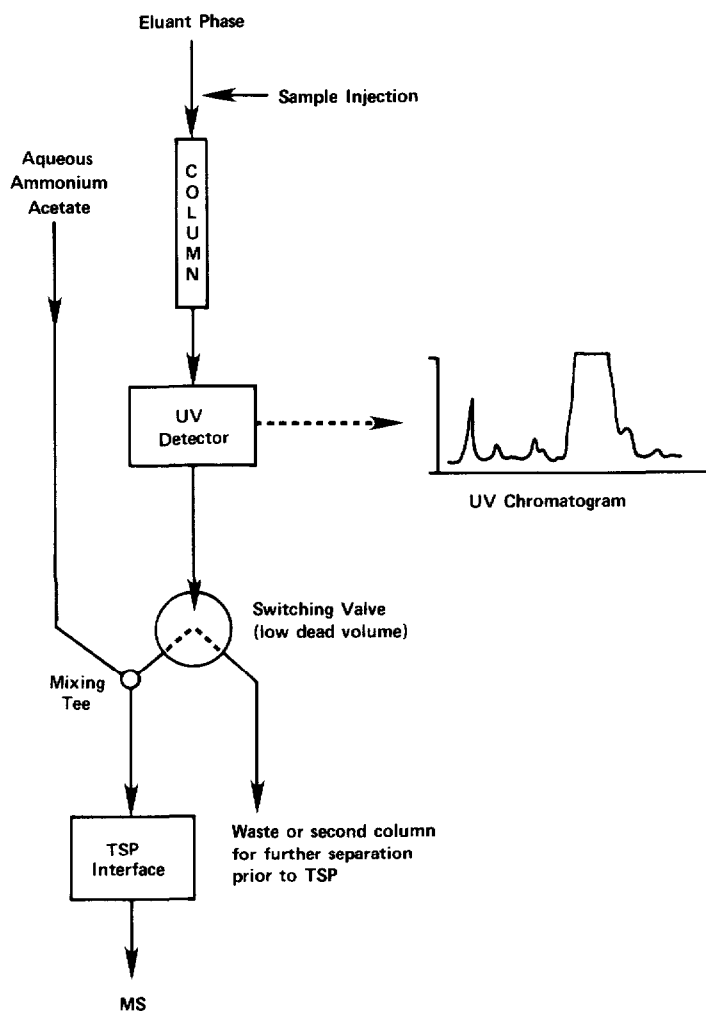 Eluant Phase
Sample Injection
Aqueous
Ammonium
Acetate
C
O
L
U
M
N
UV
Detector
UV Chromatogram
Switching Valve
(low dead volume)
Mixing
Tee
TSP
Interface
Waste or second column
for further separation
prior to TSP
MS